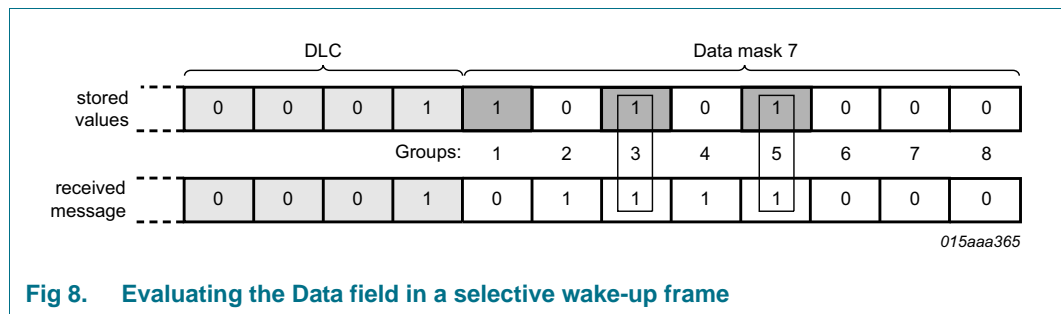 DLC Data mask 7
stored values 0 0 0 1 1 0 1 0 1 0 0 0
Groups: 1 2 3 4 5 6 7 8
received message 0 0 0 1 0 1 1 1 1 0 0 0
015aaa365
Fig 8. Evaluating the Data field in a selective wake-up frame